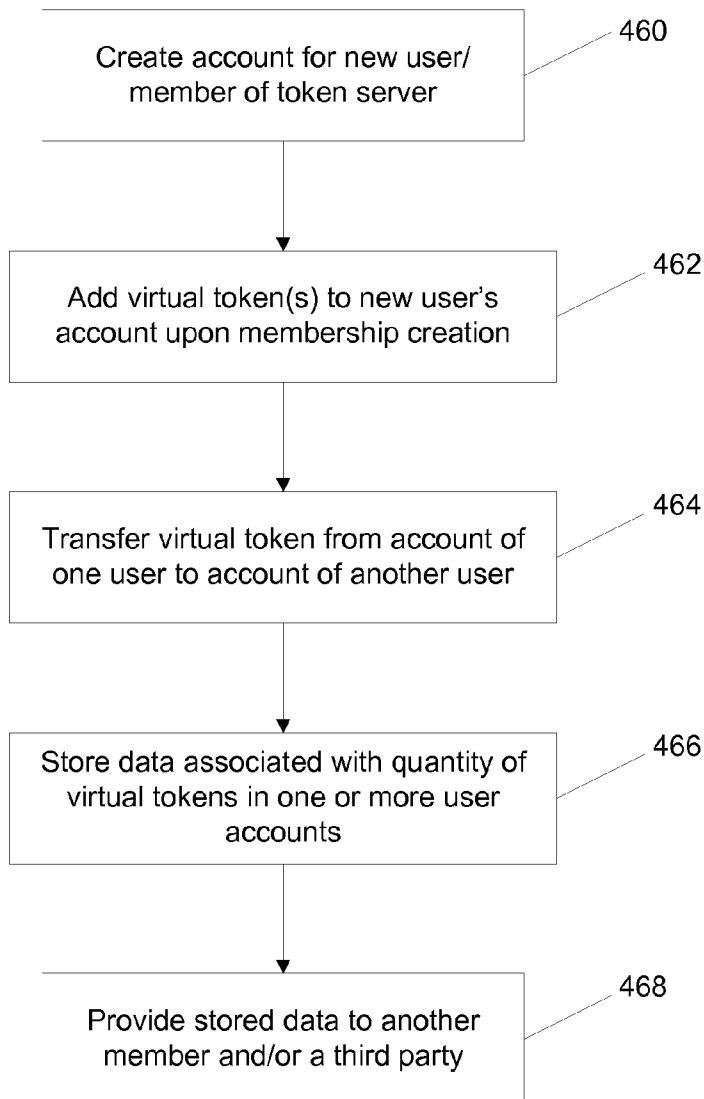 Create account for new user/
member of token server
460
Add virtual token(s) to new user’s
account upon membership creation
462
Transfer virtual token from account of
one user to account of another user
464
Store data associated with quantity of
virtual tokens in one or more user
accounts
466
Provide stored data to another
member and/or a third party
468